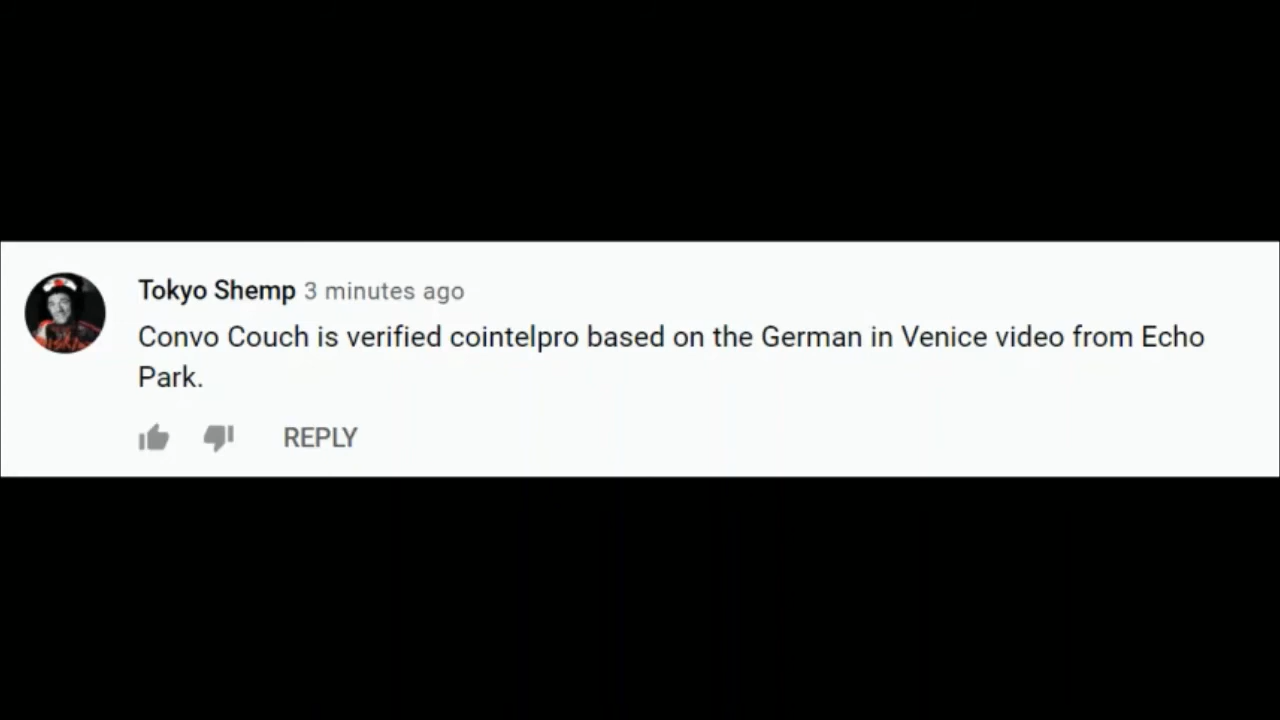 Tokyo Shemp 3 minutes ago
Convo Couch is verified cointelpro based on the German in Venice video from Echo
Park.
REPLY